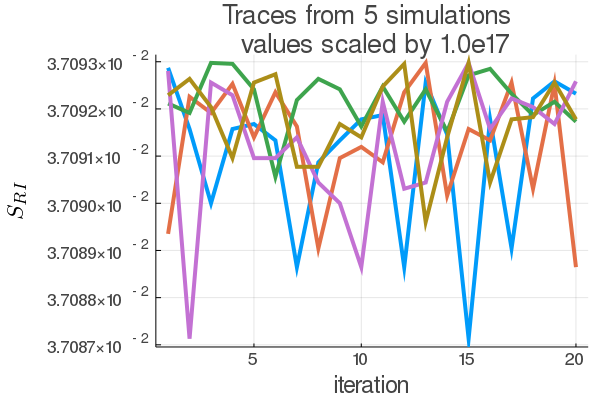 Traces from 5 simulations
values scaled by 1.0e17
3.7093×10 - 2
3.7092×10 - 2
3.7091×10 - 2
3.7090×10 - 2
3.7089×10 - 2
3.7088×10 - 2
3.7087×10 - 2
S_RI
5 10 15 20
iteration